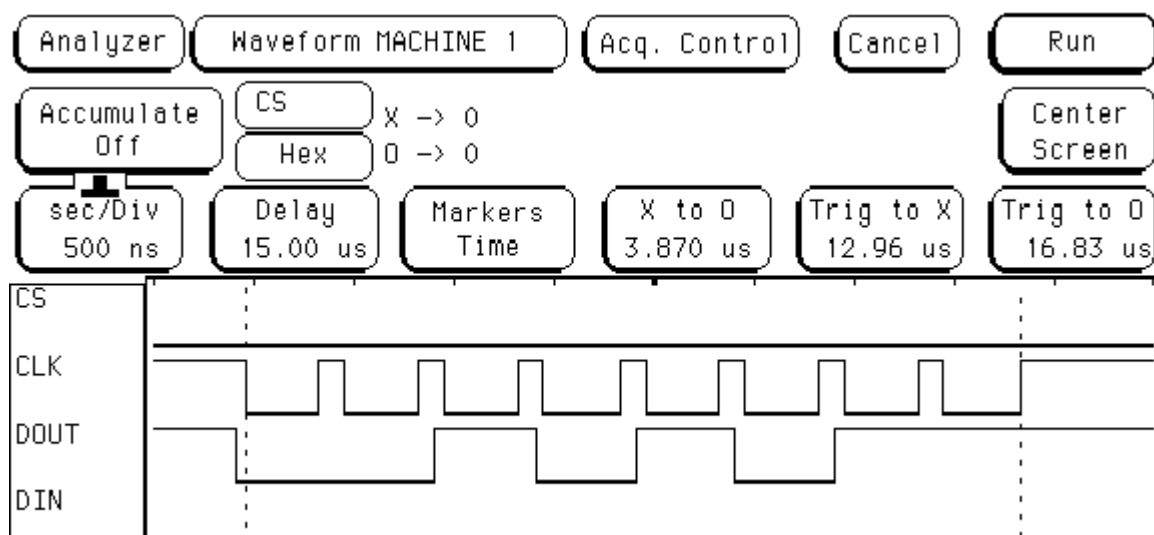 Analyzer Waveform MACHINE 1 Acq. Control Cancel Run
Accumulate Off
CS X -> 0
Hex O -> 0
Center Screen
sec/Div 500 ns
Delay 15.00 us
Markers Time
X to O 3.870 us
Trig to X 12.96 us
Trig to O 16.83 us
CS
CLK
DOUT
DIN